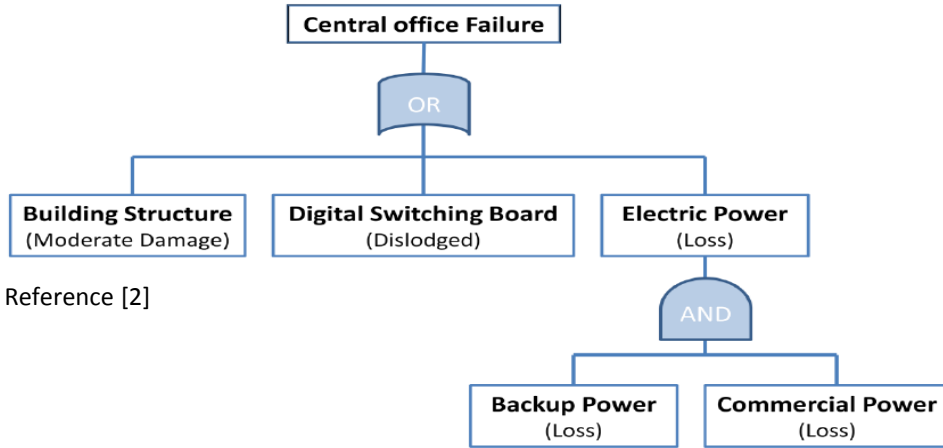 Central office Failure
OR
Building Structure
(Moderate Damage)
Digital Switching Board
(Dislodged)
Electric Power
(Loss)
Reference [2]
AND
Backup Power
(Loss)
Commercial Power
(Loss)